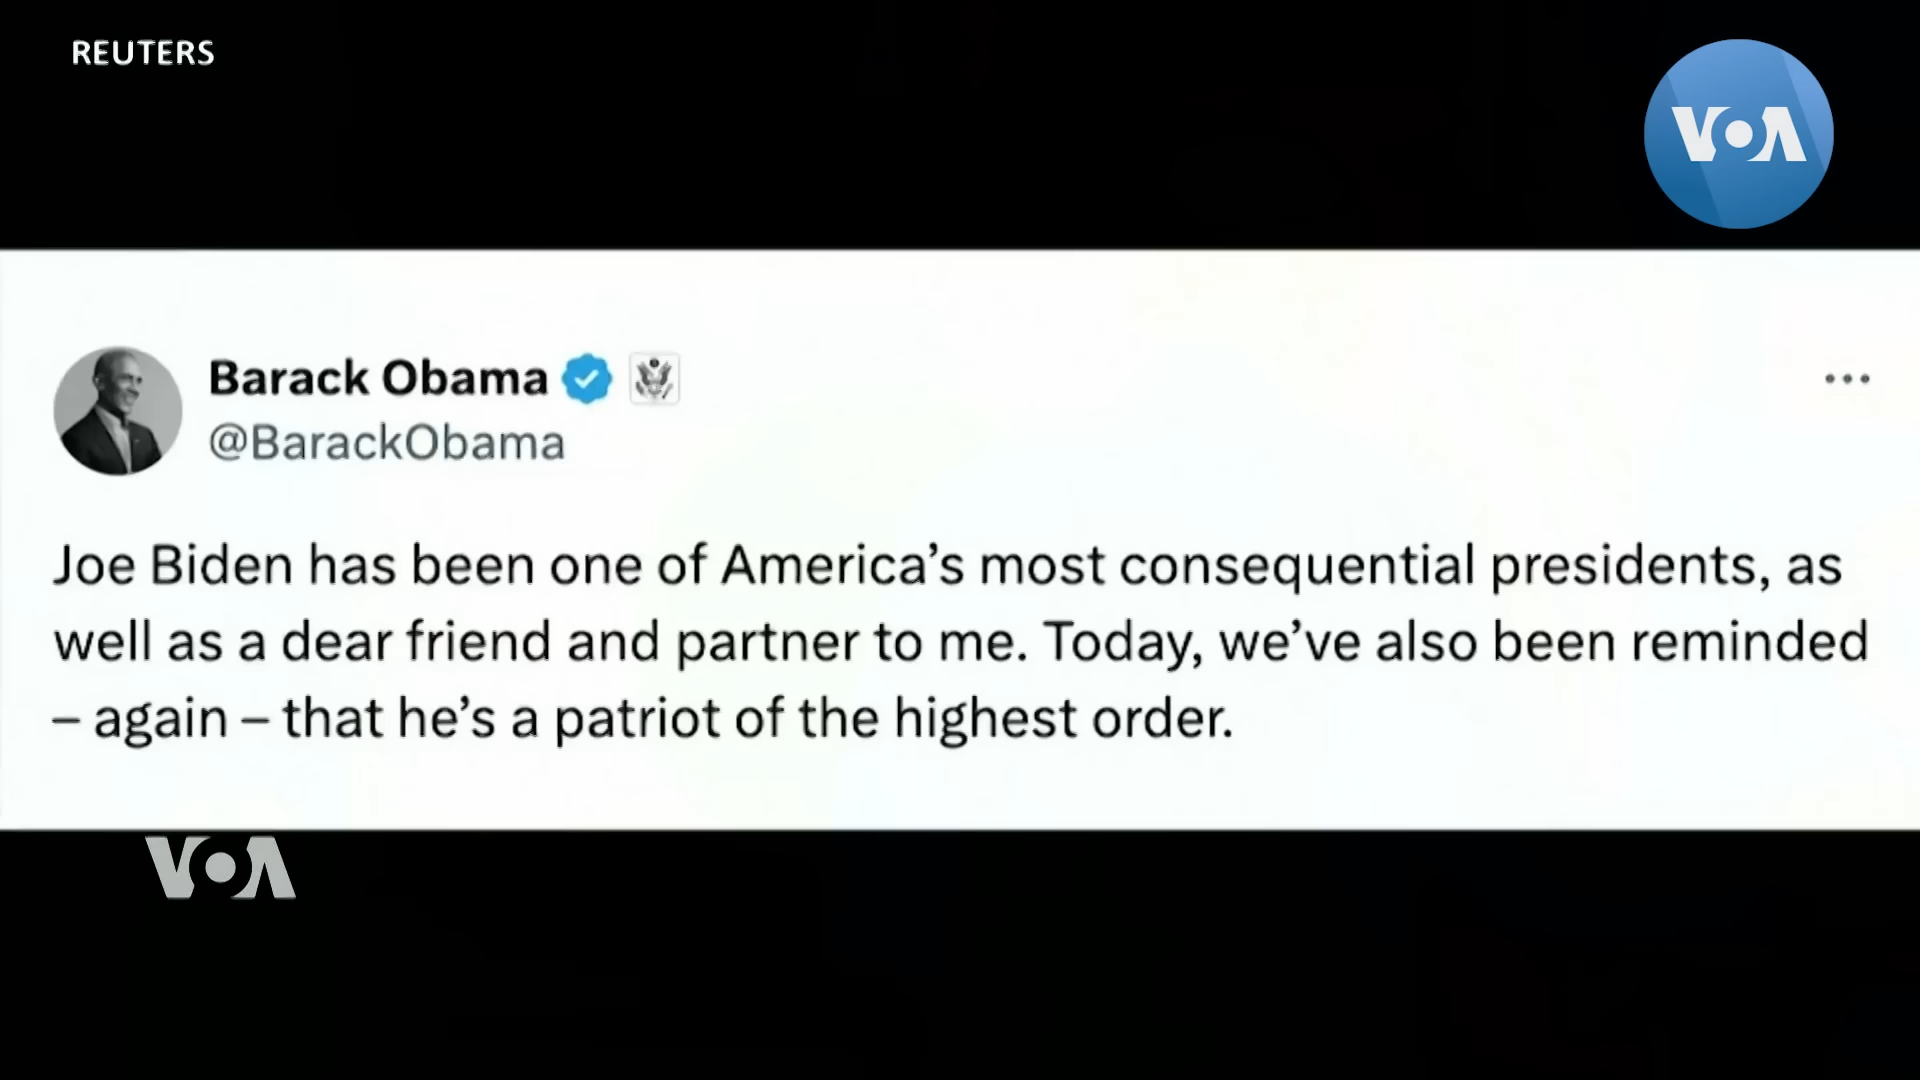 REUTERS
VOA
Barack Obama
@BarackObama
Joe Biden has been one of America’s most consequential presidents, as
well as a dear friend and partner to me. Today, we’ve also been reminded
– again – that he’s a patriot of the highest order.
VOA